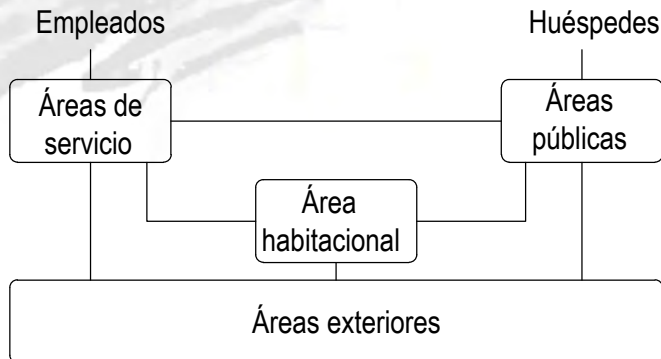 Empleados
Huéspedes
Áreas de
servicio
Áreas
públicas
Área
habitacional
Áreas exteriores